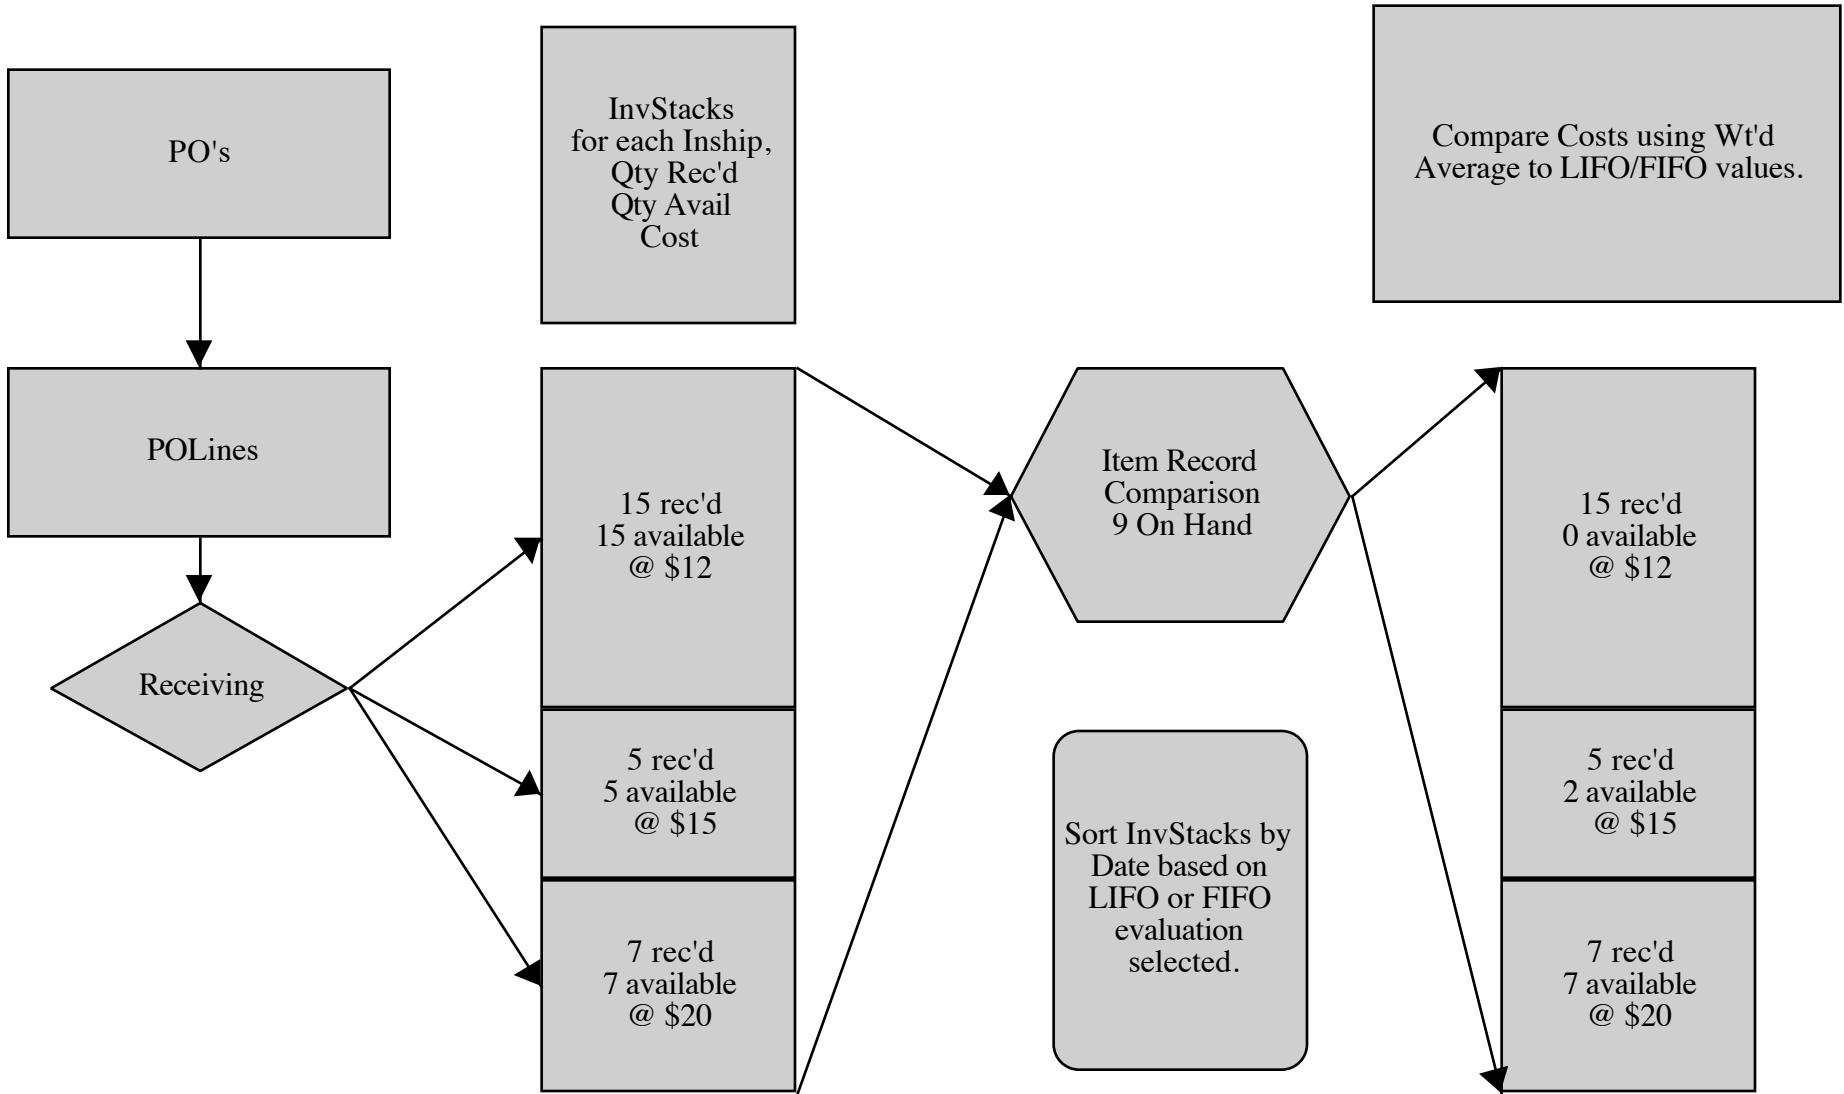 PO's
POLines
Receiving
InvStacks
for each Inship,
Qty Rec'd
Qty Avail
Cost
15 rec'd
15 available
@ $12
5 rec'd
5 available
@ $15
7 rec'd
7 available
@ $20
Item Record
Comparison
9 On Hand
Sort InvStacks by
Date based on
LIFO or FIFO
evaluation
selected.
Compare Costs using Wt'd
Average to LIFO/FIFO values.
15 rec'd
0 available
@ $12
5 rec'd
2 available
@ $15
7 rec'd
7 available
@ $20